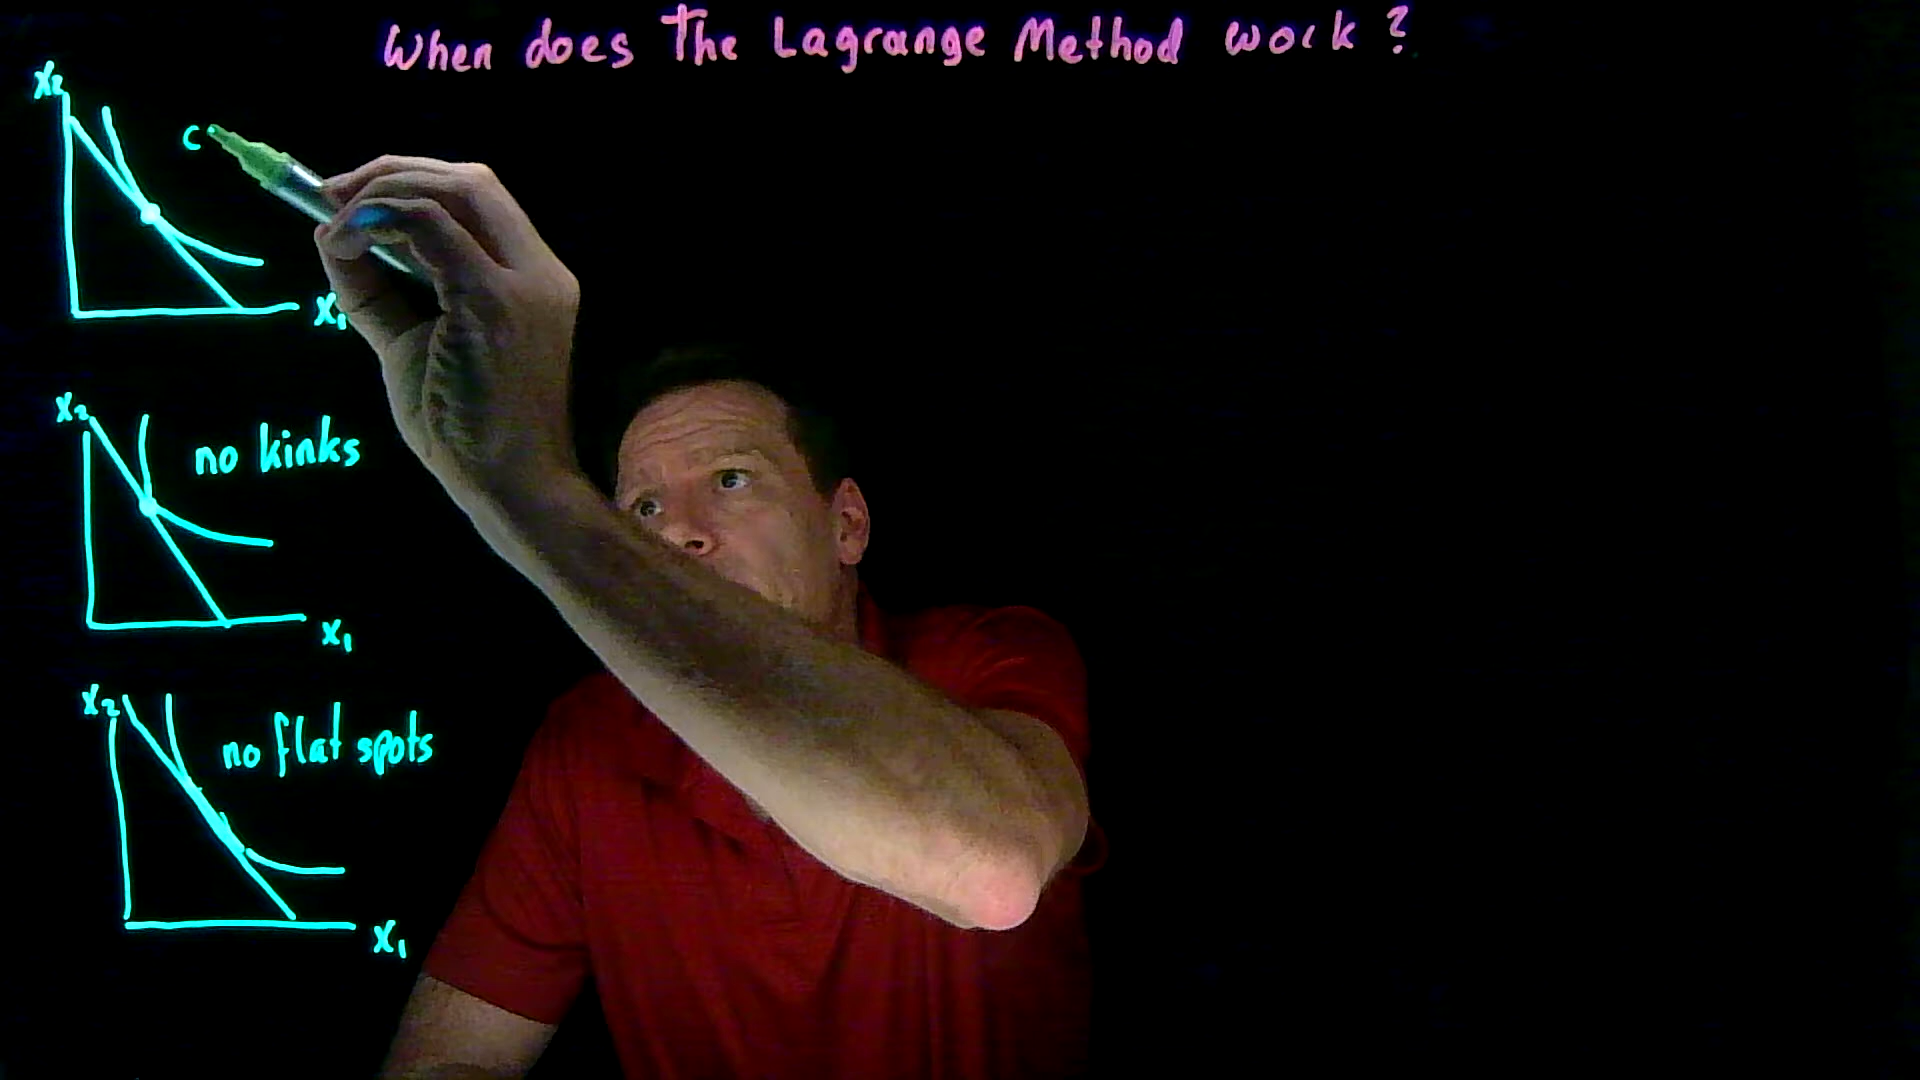 When does The Lagrange Method work ?
X2
C
X1
X2
no kinks
X1
X2
no flat spots
X1